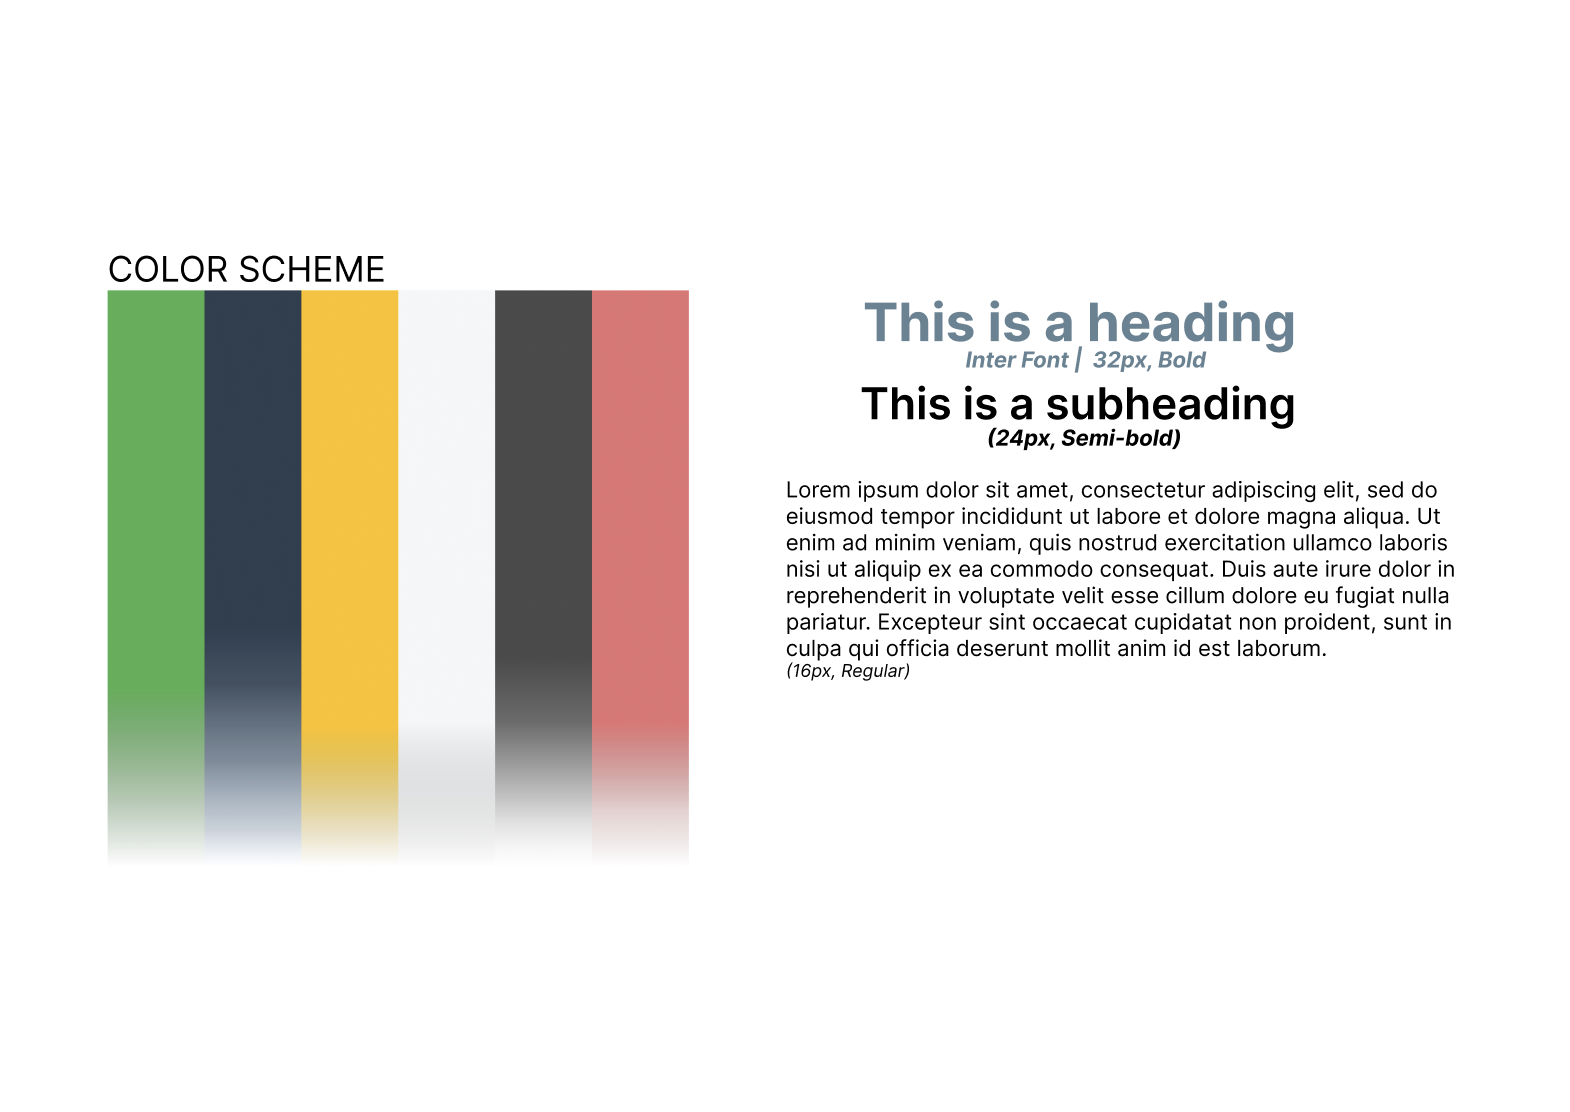 COLOR SCHEME
This is a heading
Inter Font | 32px, Bold
This is a subheading
(24px, Semi-bold)
Lorem ipsum dolor sit amet, consectetur adipiscing elit, sed do
eiusmod tempor incididunt ut labore et dolore magna aliqua. Ut
enim ad minim veniam, quis nostrud exercitation ullamco laboris
nisi ut aliquip ex ea commodo consequat. Duis aute irure dolor in
reprehenderit in voluptate velit esse cillum dolore eu fugiat nulla
pariatur. Excepteur sint occaecat cupidatat non proident, sunt in
culpa qui officia deserunt mollit anim id est laborum.
(16px, Regular)